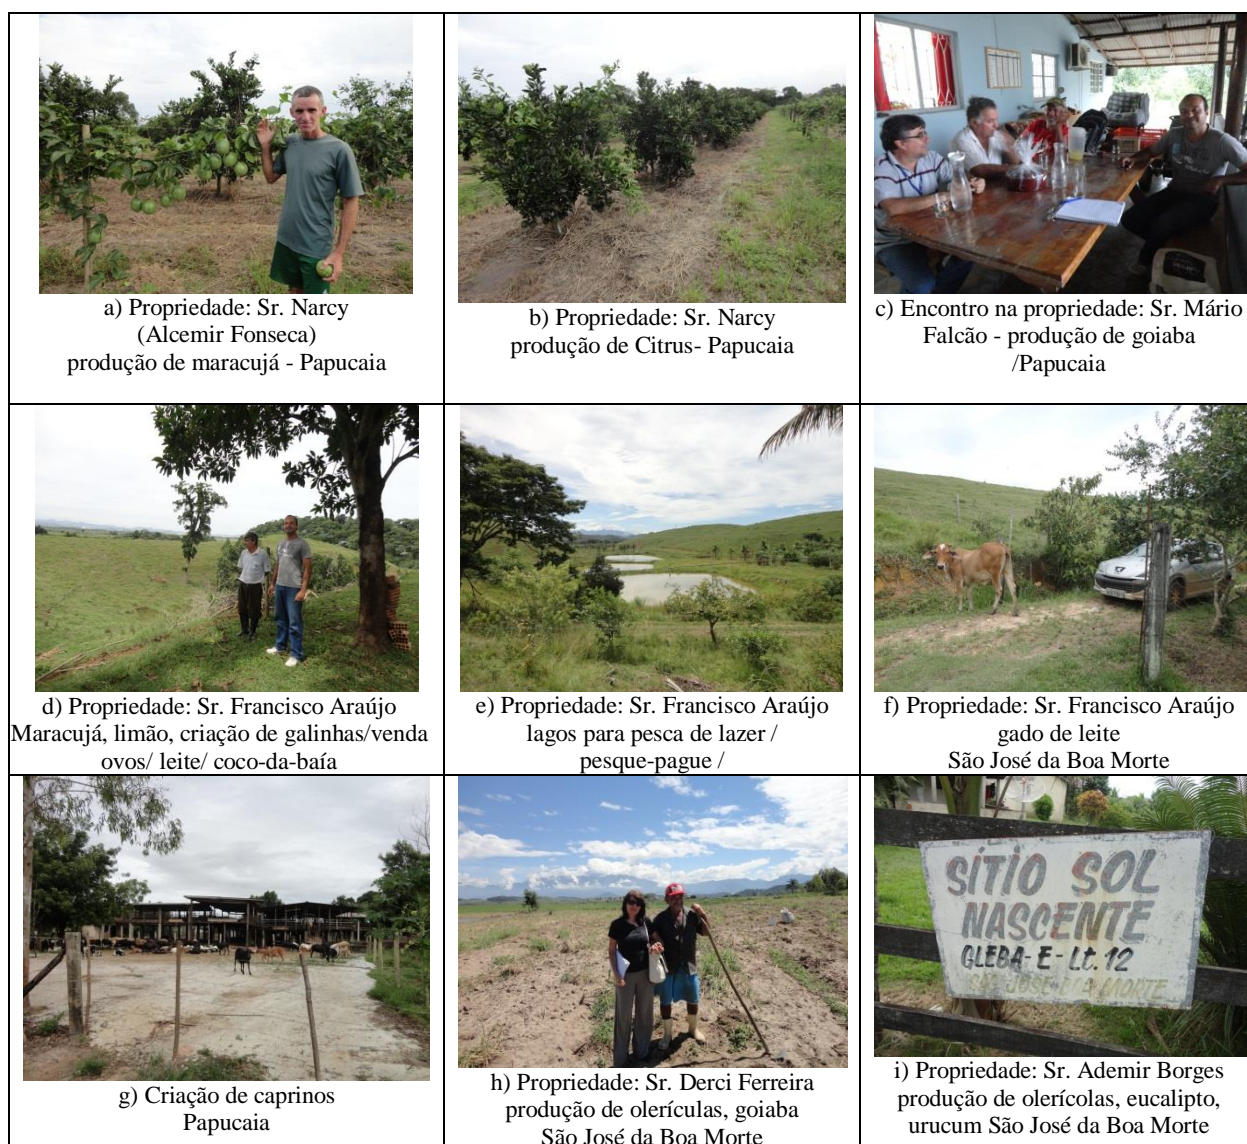 a) Propriedade: Sr. Narcy
(Alcemir Fonseca)
produção de maracujá - Papucaia
b) Propriedade: Sr. Narcy
produção de Citrus- Papucaia
c) Encontro na propriedade: Sr. Mário
Falcão - produção de goiaba
/Papucaia
d) Propriedade: Sr. Francisco Araújo
Maracujá, limão, criação de galinhas/venda
ovos/ leite/ coco-da-baía
e) Propriedade: Sr. Francisco Araújo
lagos para pesca de lazer /
pesque-pague /
f) Propriedade: Sr. Francisco Araújo
gado de leite
São José da Boa Morte
g) Criação de caprinos
Papucaia
h) Propriedade: Sr. Derci Ferreira
produção de olerículas, goiaba
São José da Boa Morte
SÍTIO SOL
NASCENTE
GLEBA-E-Lt.12
SÃO JOSÉ BOA MORTE
i) Propriedade: Sr. Ademir Borges
produção de olerícolas, eucalipto,
urucum São José da Boa Morte